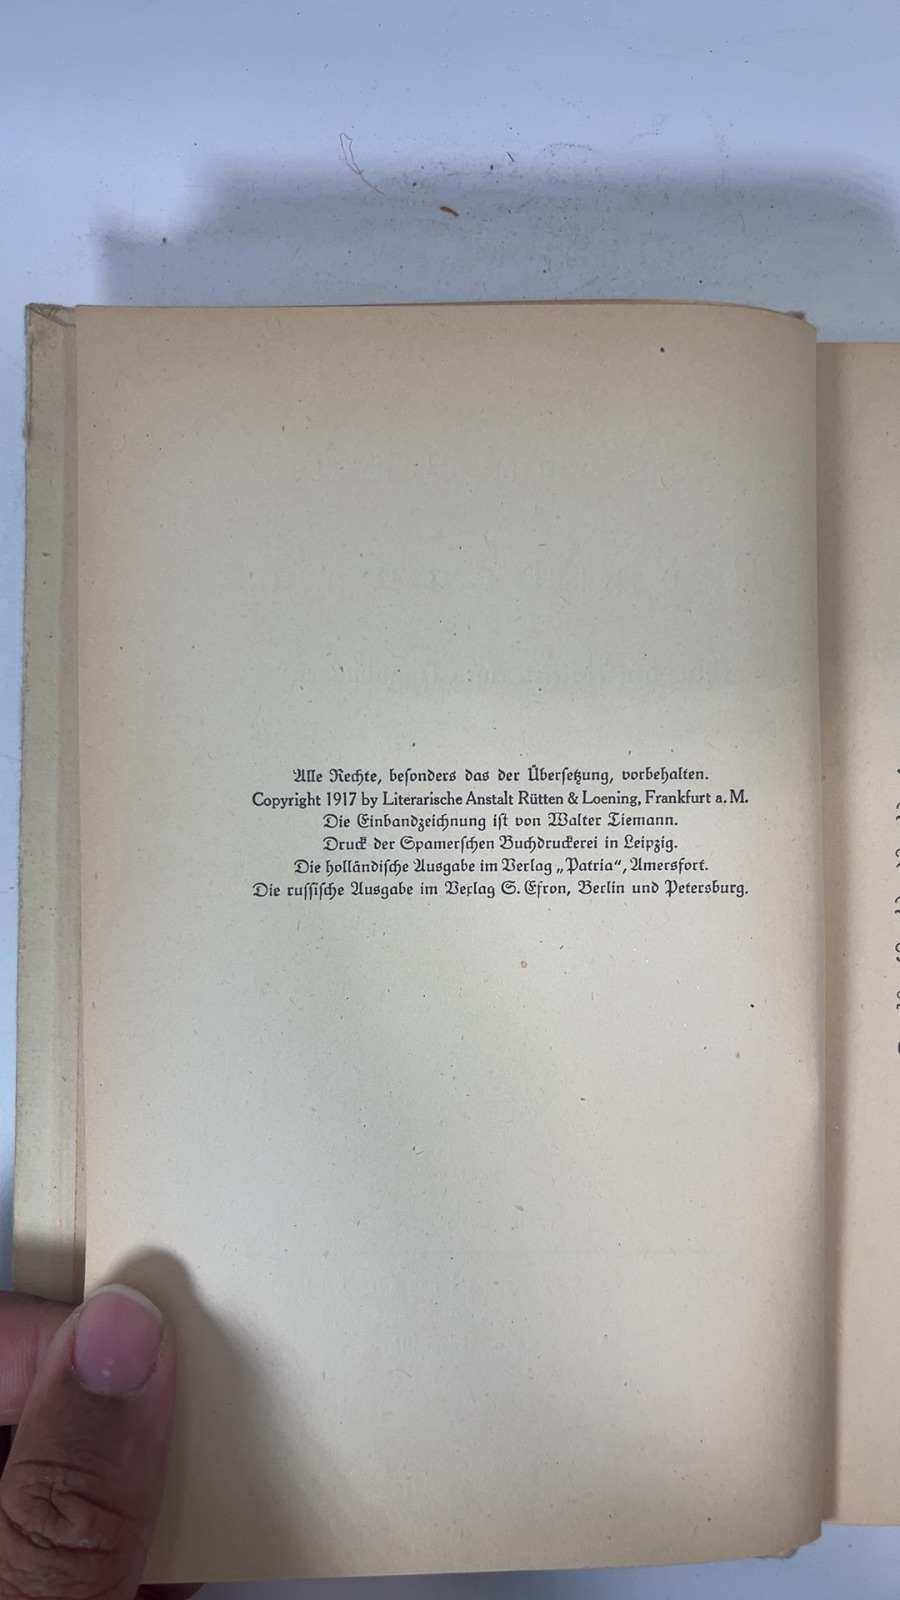 Alle Rechte, besonders das der Übersetzung, vorbehalten.
Copyright 1917 by Literarische Anstalt Rütten & Loening, Frankfurt a. M.
Die Einbandzeichnung ist von Walter Tiemann.
Druck der Spamerschen Buchdruckerei in Leipzig.
Die holländische Ausgabe im Verlag „Patria“, Amersfort.
Die russische Ausgabe im Verlag S. Efron, Berlin und Petersburg.